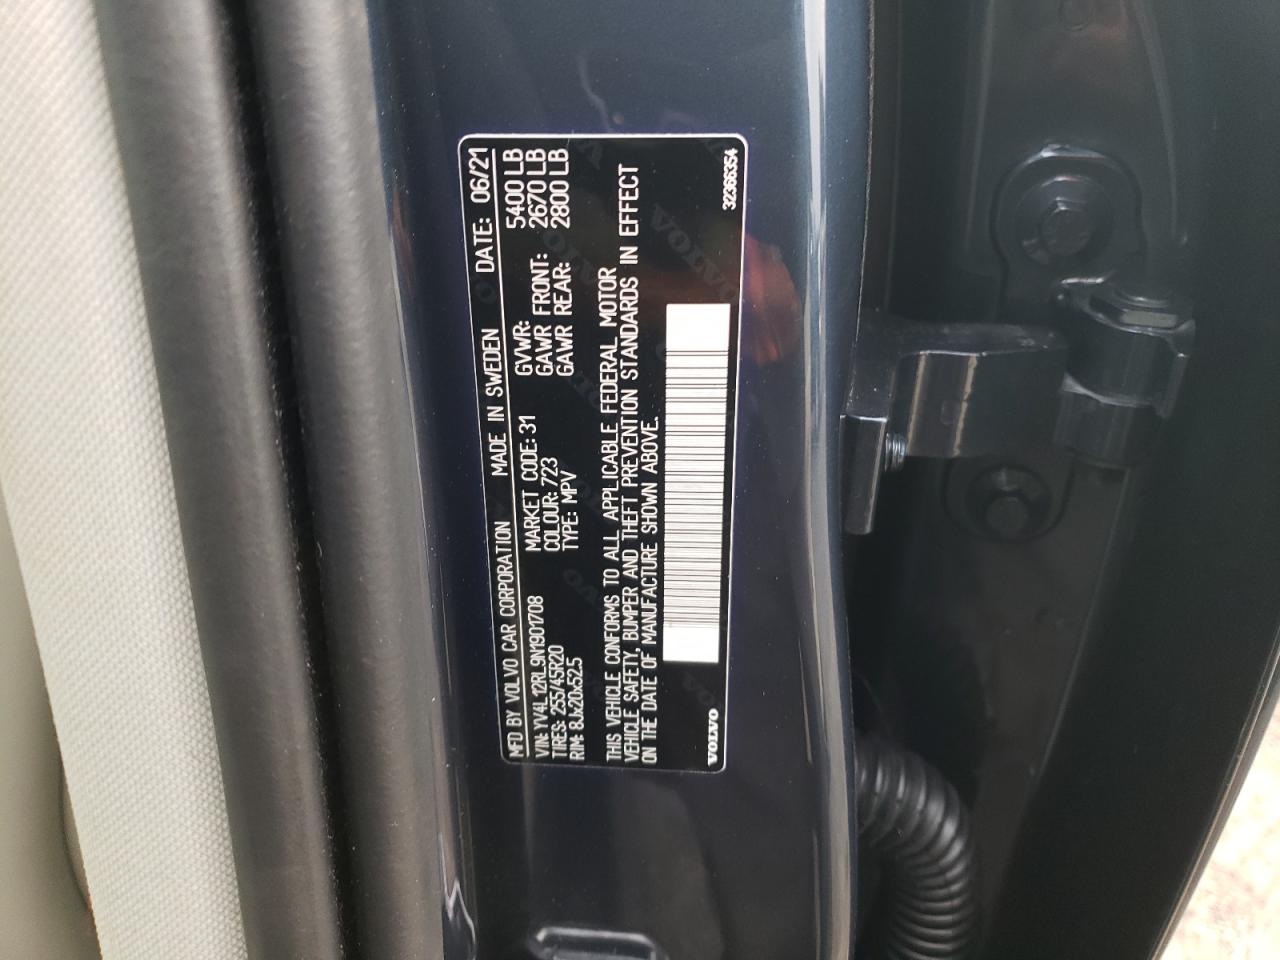 MFD BY VOLVO CAR CORPORATION MADE IN SWEDEN DATE: 06/21
VIN: YV4L12RL9N1901708 MARKET CODE: 31 GVWR: 5400 LB
TIRES: 255/45R20 COLOUR: 723 GAWR FRONT: 2670 LB
RIM: 8Jx20x52.5 TYPE: MPV GAWR REAR: 2800 LB
THIS VEHICLE CONFORMS TO ALL APPLICABLE FEDERAL MOTOR
VEHICLE SAFETY, BUMPER AND THEFT PREVENTION STANDARDS IN EFFECT
ON THE DATE OF MANUFACTURE SHOWN ABOVE.
VOLVO 32366354